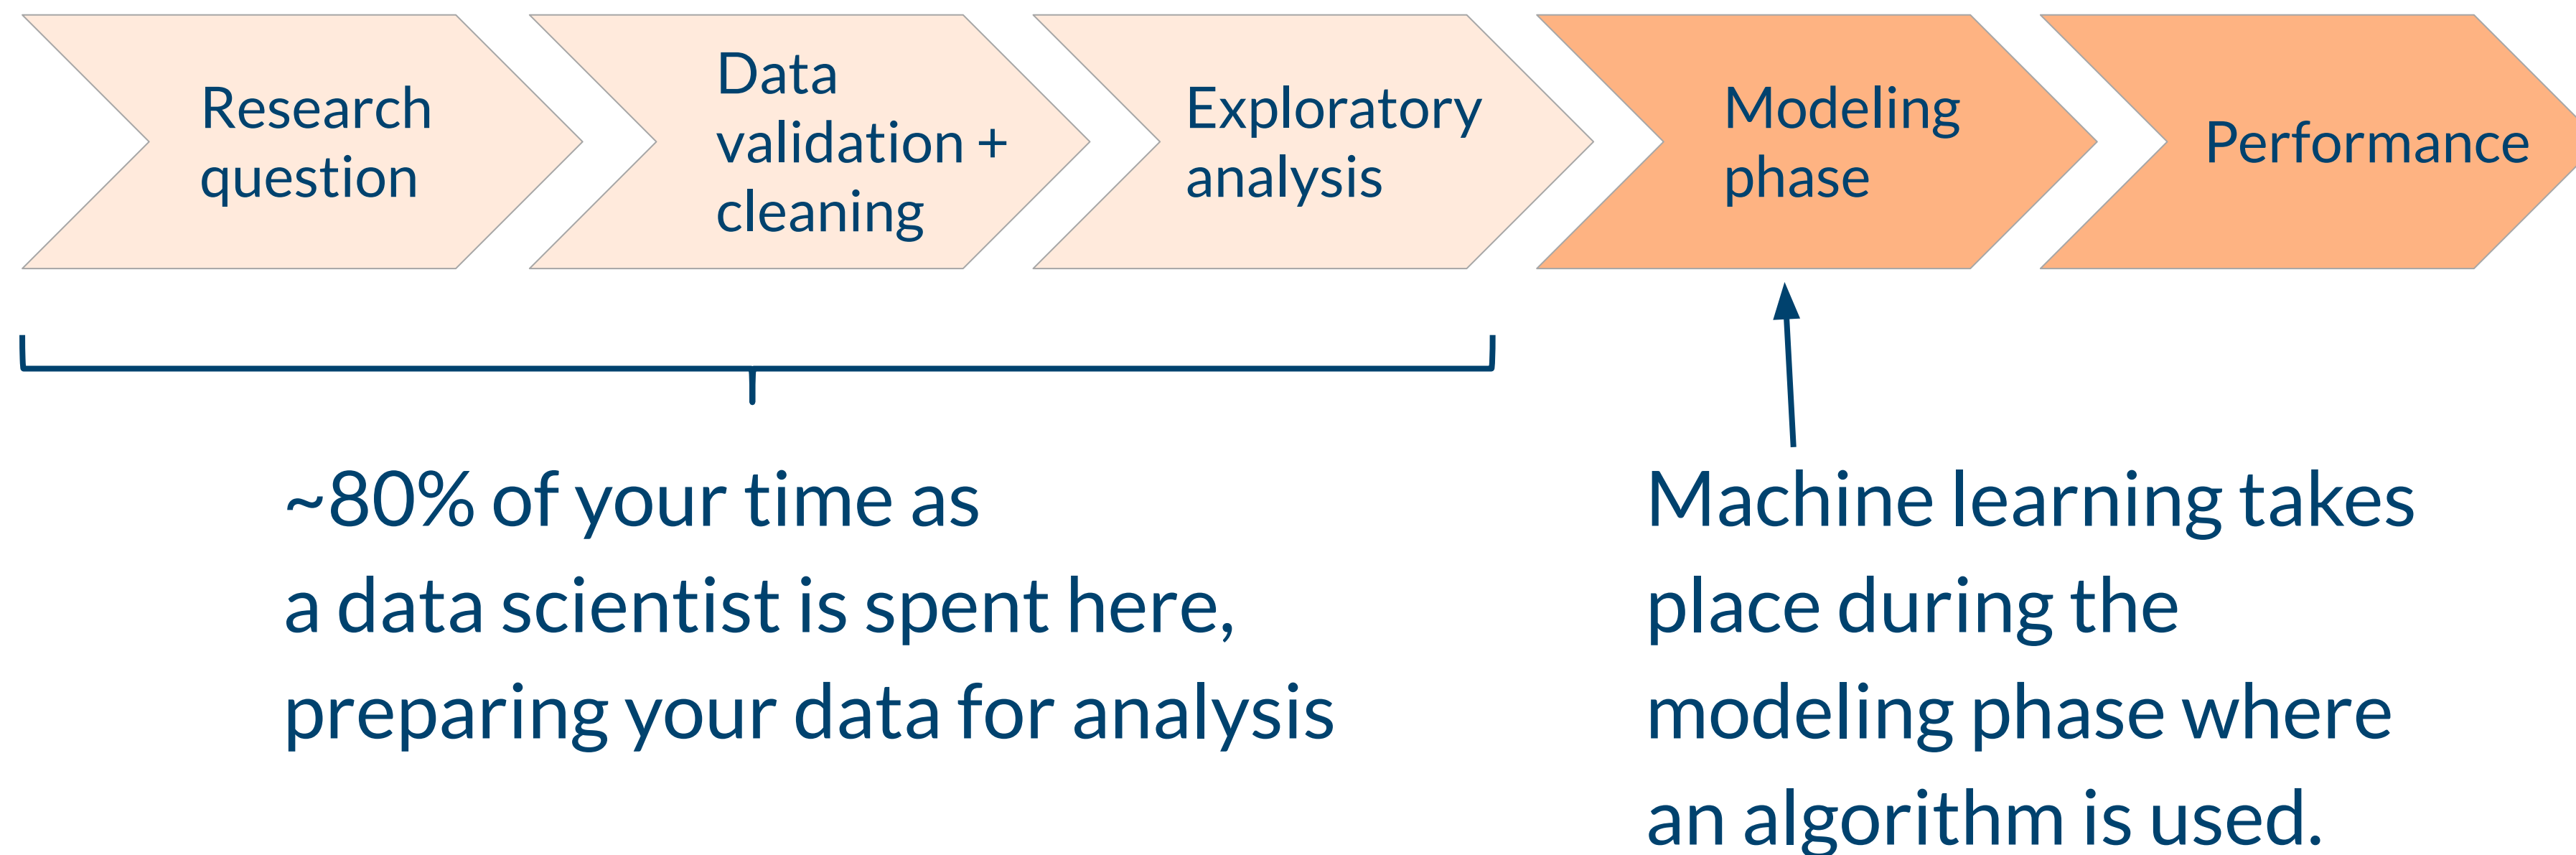 Research
question
Data
validation +
cleaning
Exploratory
analysis
Modeling
phase
Performance
~80% of your time as
a data scientist is spent here,
preparing your data for analysis
Machine learning takes
place during the
modeling phase where
an algorithm is used.